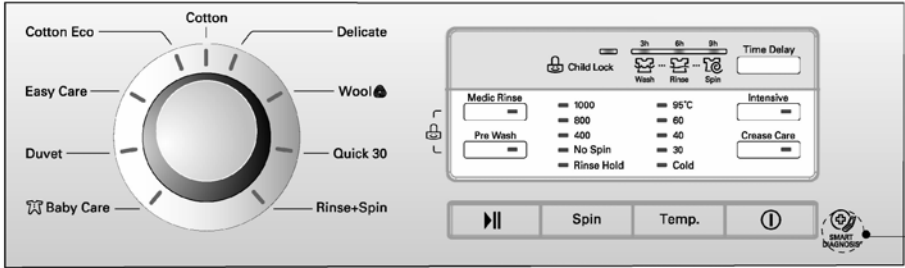 Cotton
Cotton Eco
Delicate
Easy Care
Wool
Duvet
Quick 30
Baby Care
Rinse+Spin
3h 6h 9h
Time Delay
Child Lock
Wash Rinse Spin
Medic Rinse
Pre Wash
1000
800
400
No Spin
Rinse Hold
95°C
60
40
30
Cold
Intensive
Crease Care
Spin
Temp.
SMART
DIAGNOSIS